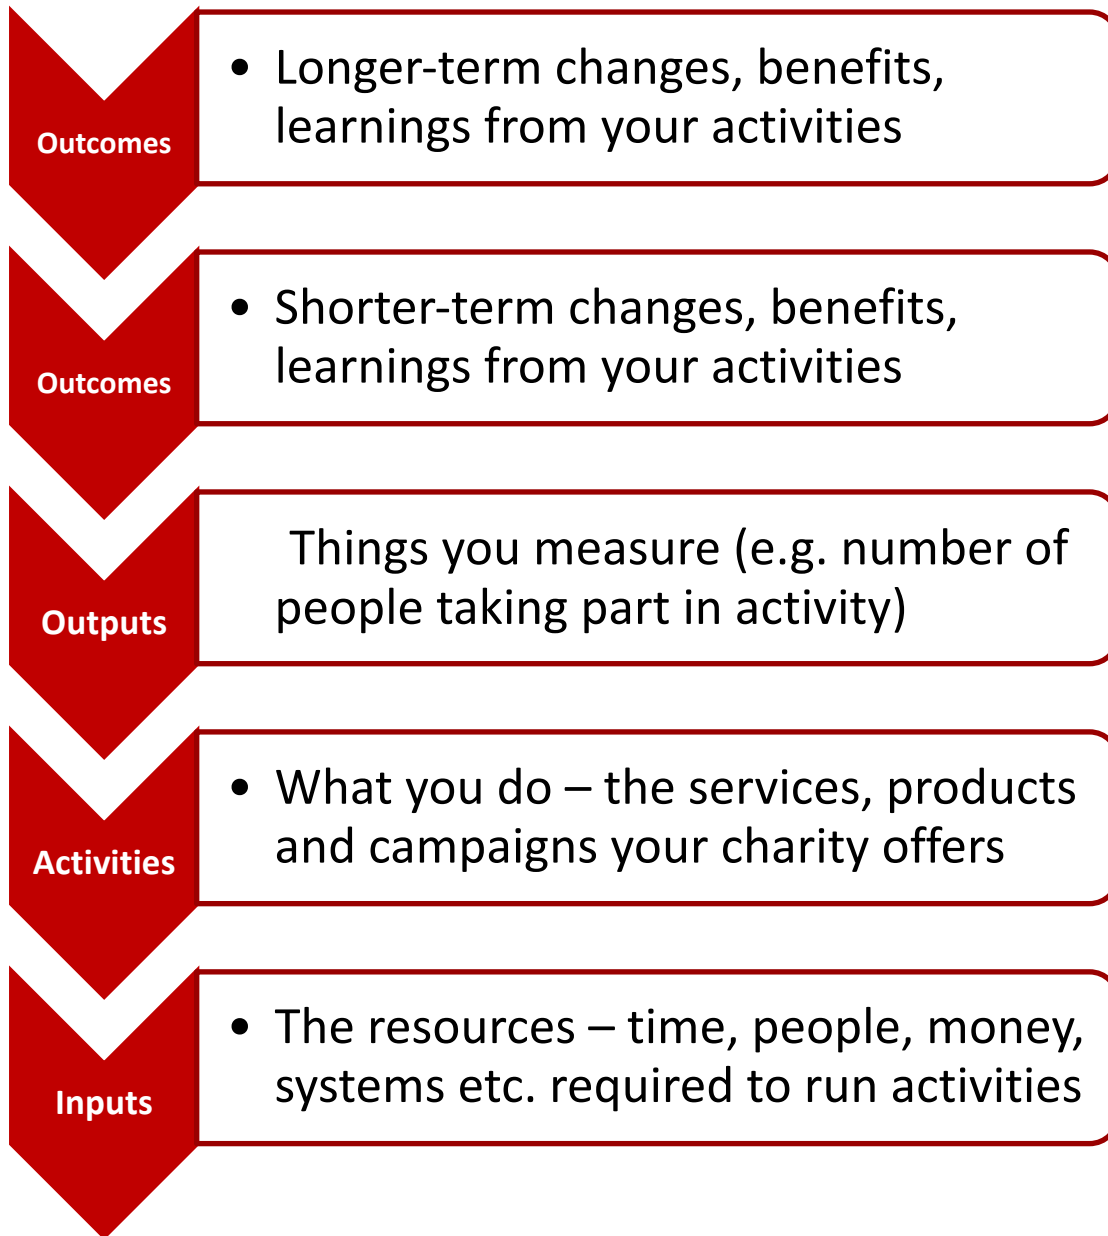 Outcomes
• Longer-term changes, benefits,
learnings from your activities
Outcomes
• Shorter-term changes, benefits,
learnings from your activities
Outputs
Things you measure (e.g. number of
people taking part in activity)
Activities
• What you do – the services, products
and campaigns your charity offers
Inputs
• The resources – time, people, money,
systems etc. required to run activities